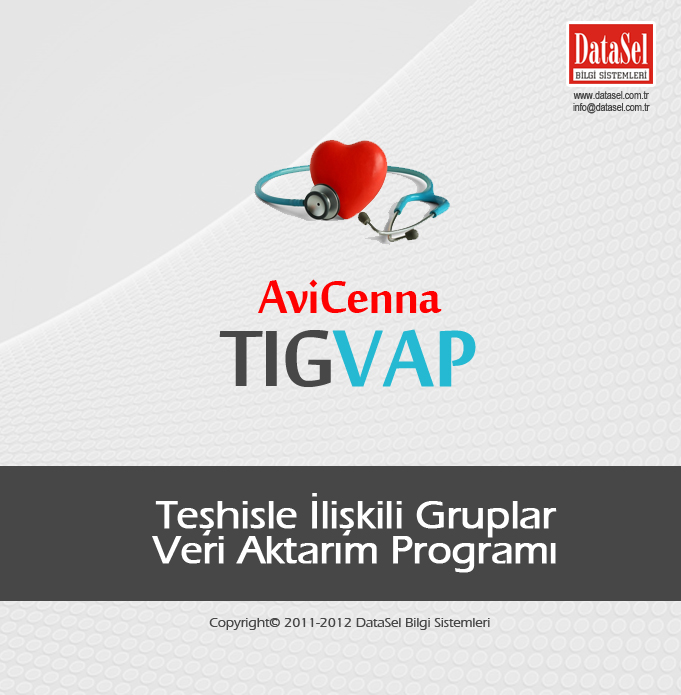 DataSel
BİLGİ SİSTEMLERİ
www.datasel.com.tr
info@datasel.com.tr
AviCenna
TIGVAP
Teşhisle İlişkili Gruplar
Veri Aktarım Programı
Copyright© 2011-2012 DataSel Bilgi Sistemleri